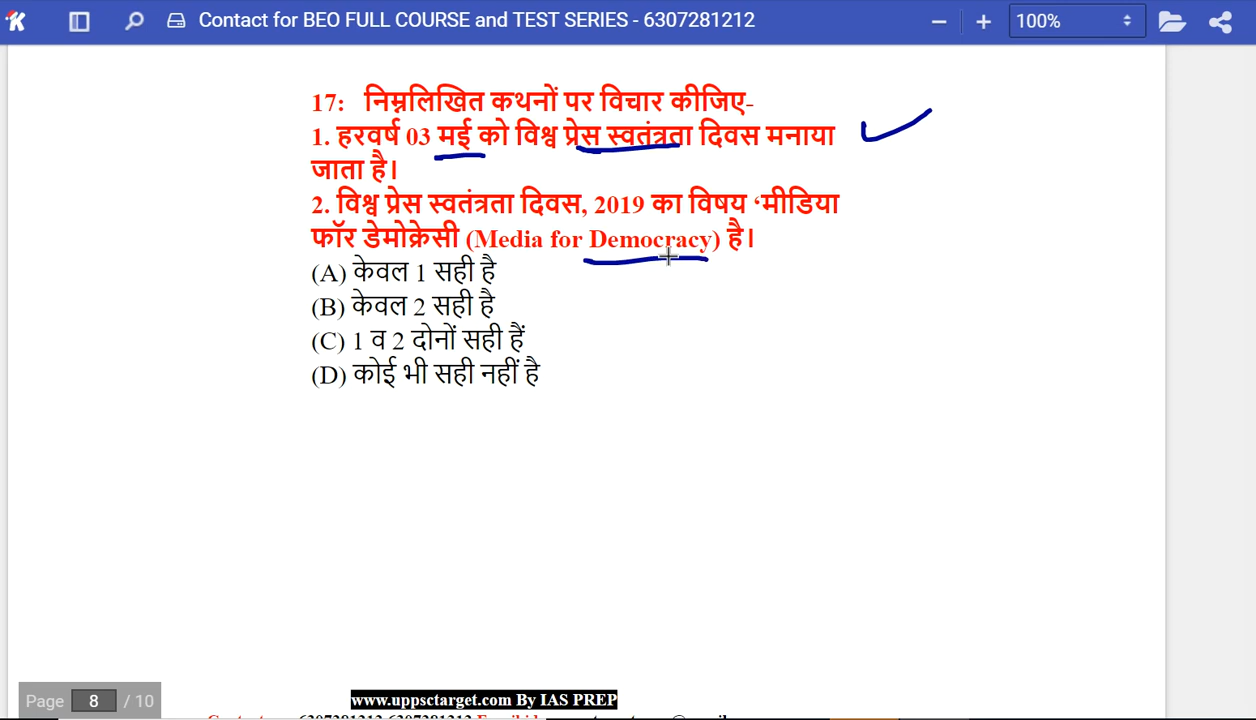 Contact for BEO FULL COURSE and TEST SERIES - 6307281212
100%
17: निम्नलिखित कथनों पर विचार कीजिए-
1. हरवर्ष 03 मई को विश्व प्रेस स्वतंत्रता दिवस मनाया
जाता है।
2. विश्व प्रेस स्वतंत्रता दिवस, 2019 का विषय ‘मीडिया
फॉर डेमोक्रेसी (Media for Democracy) है।
(A) केवल 1 सही है
(B) केवल 2 सही है
(C) 1 व 2 दोनों सही हैं
(D) कोई भी सही नहीं है
Page 8 / 10
www.uppsctarget.com By IAS PREP